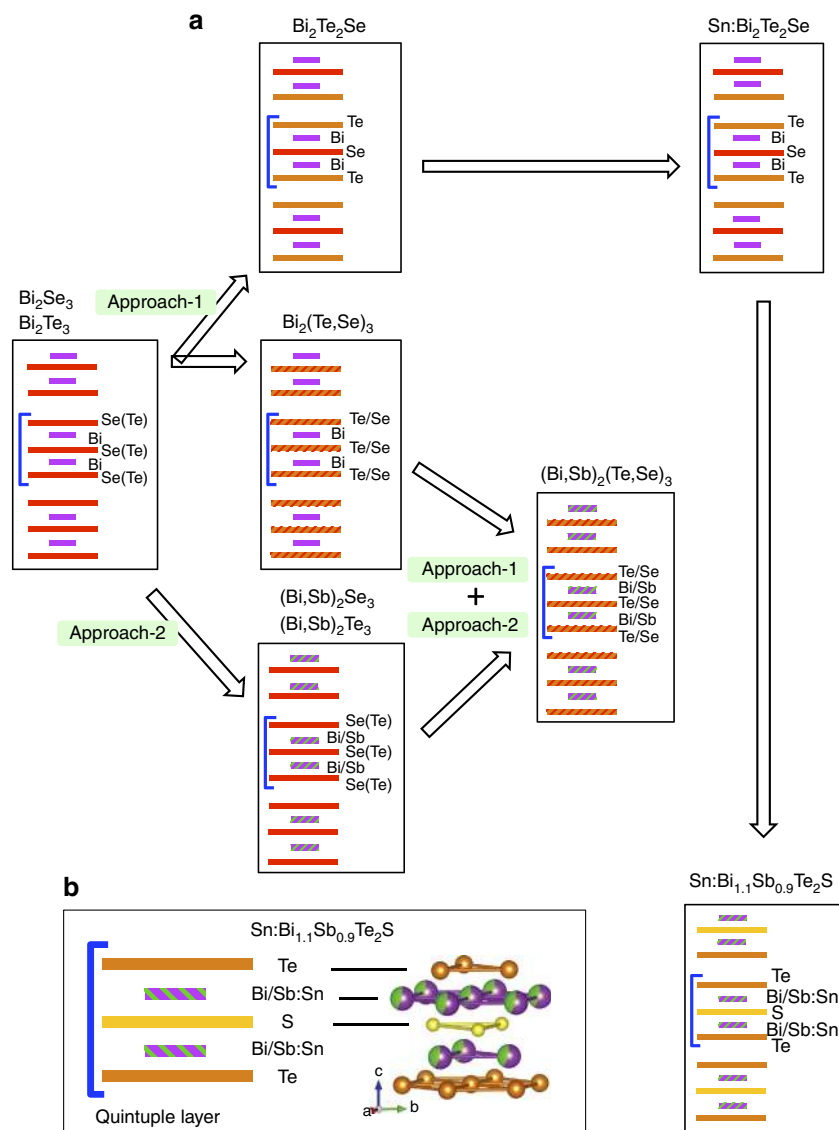 a
Bi₂Te₂Se
Te
Bi
Se
Bi
Te
Sn:Bi₂Te₂Se
Te
Bi
Se
Bi
Te
Approach-1
Bi₂Se₃
Bi₂Te₃
Se(Te)
Bi
Se(Te)
Bi
Se(Te)
Bi₂(Te,Se)₃
Te/Se
Bi
Te/Se
Bi
Te/Se
Approach-2
(Bi,Sb)₂Se₃
(Bi,Sb)₂Te₃
Se(Te)
Bi/Sb
Se(Te)
Bi/Sb
Se(Te)
Approach-1
+
Approach-2
(Bi,Sb)₂(Te,Se)₃
Te/Se
Bi/Sb
Te/Se
Bi/Sb
Te/Se
Sn:Bi₁.₁Sb₀.₉Te₂S
Te
Bi/Sb:Sn
S
Bi/Sb:Sn
Te
b
Sn:Bi₁.₁Sb₀.₉Te₂S
Te
Bi/Sb:Sn
S
Bi/Sb:Sn
Te
Quintuple layer
c
a
b